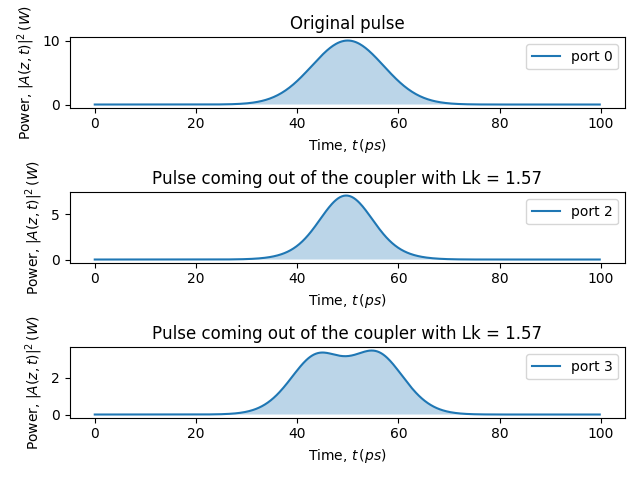 Original pulse
Power, |A(z, t)|² (W)
10
0
port 0
0 20 40 60 80 100
Time, t (ps)
Pulse coming out of the coupler with Lk = 1.57
Power, |A(z, t)|² (W)
5
0
port 2
0 20 40 60 80 100
Time, t (ps)
Pulse coming out of the coupler with Lk = 1.57
Power, |A(z, t)|² (W)
2
0
port 3
0 20 40 60 80 100
Time, t (ps)